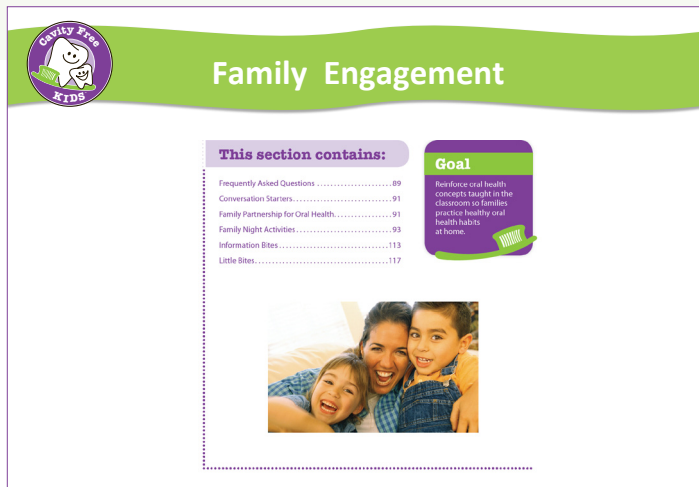 Cavity Free
KIDS
Family Engagement
This section contains:
Frequently Asked Questions ........................89
Conversation Starters...............................91
Family Partnership for Oral Health..................91
Family Night Activities..............................93
Information Bites..................................113
Little Bites.........................................117
Goal
Reinforce oral health
concepts taught in the
classroom so families
practice healthy oral
health habits
at home.